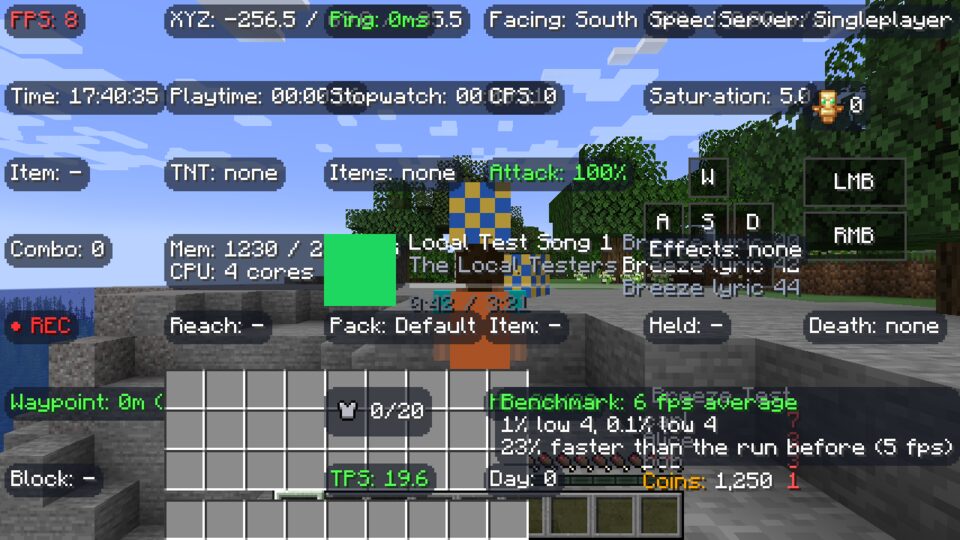 FPS: 8
XYZ: -256.5 /
Ping: 0ms
5.5
Facing: South
Speed
Server: Singleplayer
Time: 17:40:35
Playtime: 00:00
Stopwatch: 00
CPS: 0
Saturation: 5.0
0
Item: -
TNT: none
Items: none
Attack: 100%
W
LMB
A S D
RMB
Combo: 0
Mem: 1230 / 2
CPU: 4 cores
Local Test Song 1
The Local Testers
0:42 / 3:21
Effects: none
Breeze lyric 44
REC
Reach: -
Pack: Default
Item: -
Held: -
Death: none
Waypoint: 0m (
0/20
Breeze Test
Benchmark: 6 fps average
1% low 4, 0.1% low 4
23% faster than the run before (5 fps)
Block: -
TPS: 19.6
Day: 0
Coins: 1,250
1